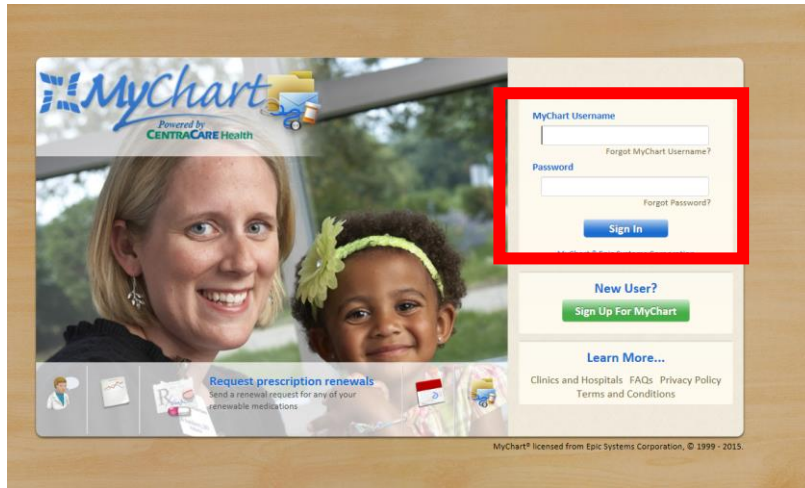 MyChart
Powered by
CENTRACARE Health
MyChart Username
Forgot MyChart Username?
Password
Forgot Password?
Sign In
New User?
Sign Up For MyChart
Learn More...
Clinics and Hospitals FAQs Privacy Policy
Terms and Conditions
Request prescription renewals
Send a renewal request for any of your
renewable medications
MyChart® licensed from Epic Systems Corporation, © 1999 - 2015.